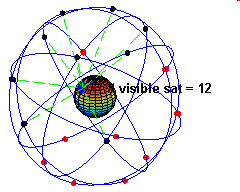 visible sat = 12